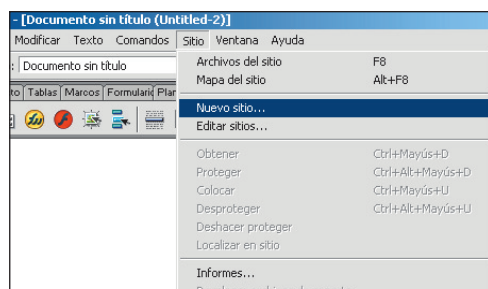 - [Documento sin título (Untitled-2)]
Modificar Texto Comandos Sitio Ventana Ayuda
: Documento sin título
to Tablas Marcos Formulario Plan
Archivos del sitio F8
Mapa del sitio Alt+F8
Nuevo sitio...
Editar sitios...
Obtener Ctrl+Mayús+D
Proteger Ctrl+Alt+Mayús+D
Colocar Ctrl+Mayús+U
Desproteger Ctrl+Alt+Mayús+U
Deshacer proteger
Localizar en sitio
Informes...